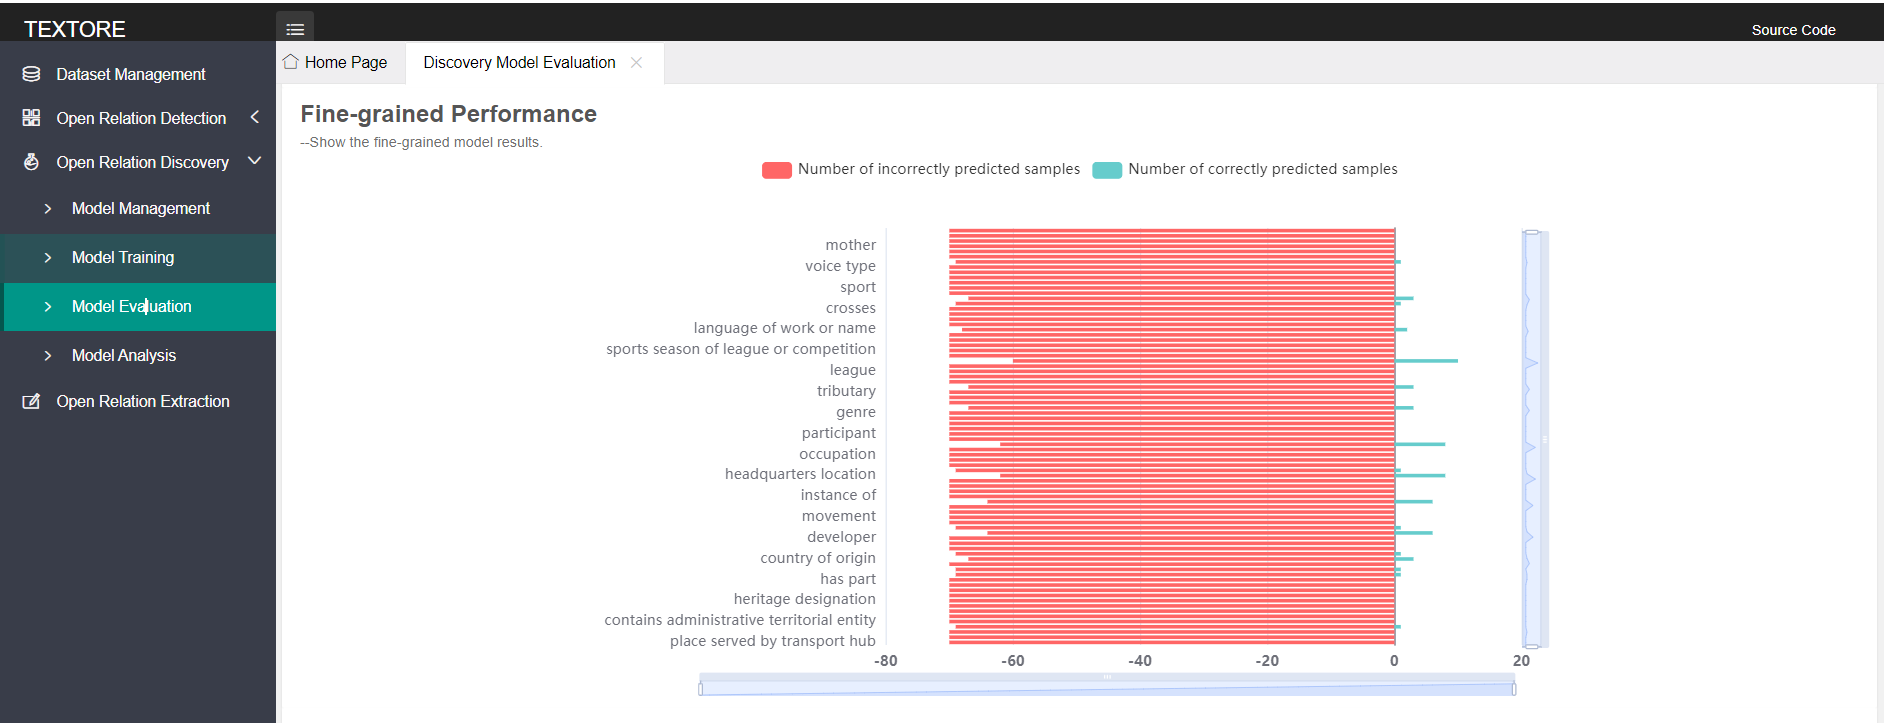 TEXTORE
Source Code
Dataset Management
Open Relation Detection
Open Relation Discovery
Model Management
Model Training
Model Evaluation
Model Analysis
Open Relation Extraction
Home Page
Discovery Model Evaluation
Fine-grained Performance
--Show the fine-grained model results.
Number of incorrectly predicted samples
Number of correctly predicted samples
mother
voice type
sport
crosses
language of work or name
sports season of league or competition
league
tributary
genre
participant
occupation
headquarters location
instance of
movement
developer
country of origin
has part
heritage designation
contains administrative territorial entity
place served by transport hub
-80 -60 -40 -20 0 20